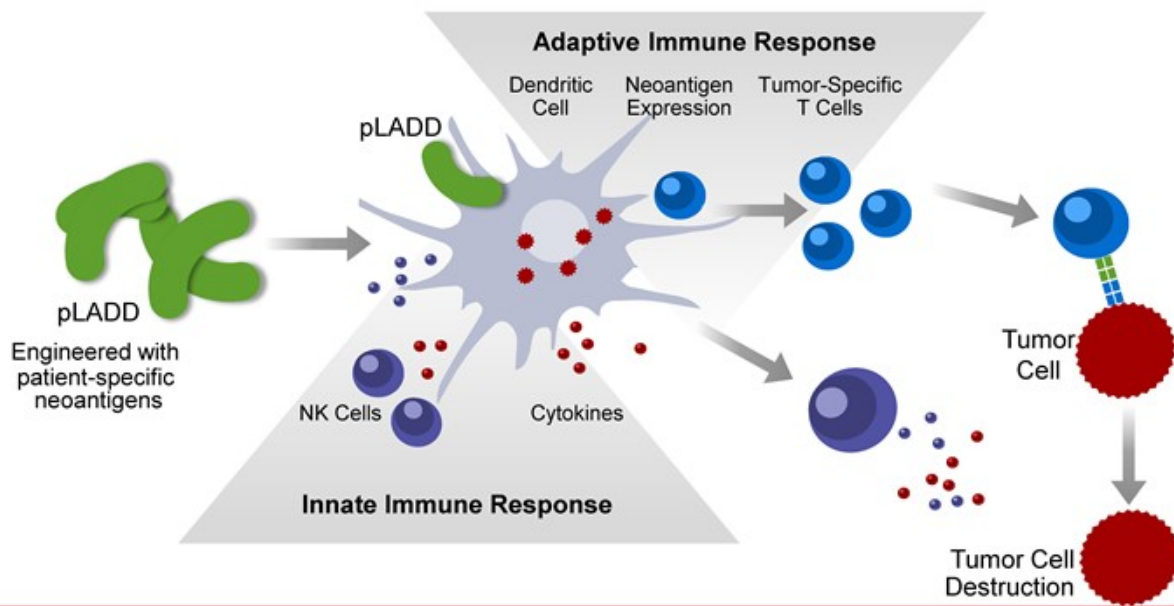 Adaptive Immune Response
Dendritic
Cell
Neoantigen
Expression
Tumor-Specific
T Cells
pLADD
pLADD
Engineered with
patient-specific
neoantigens
NK Cells
Cytokines
Innate Immune Response
Tumor
Cell
Tumor Cell
Destruction